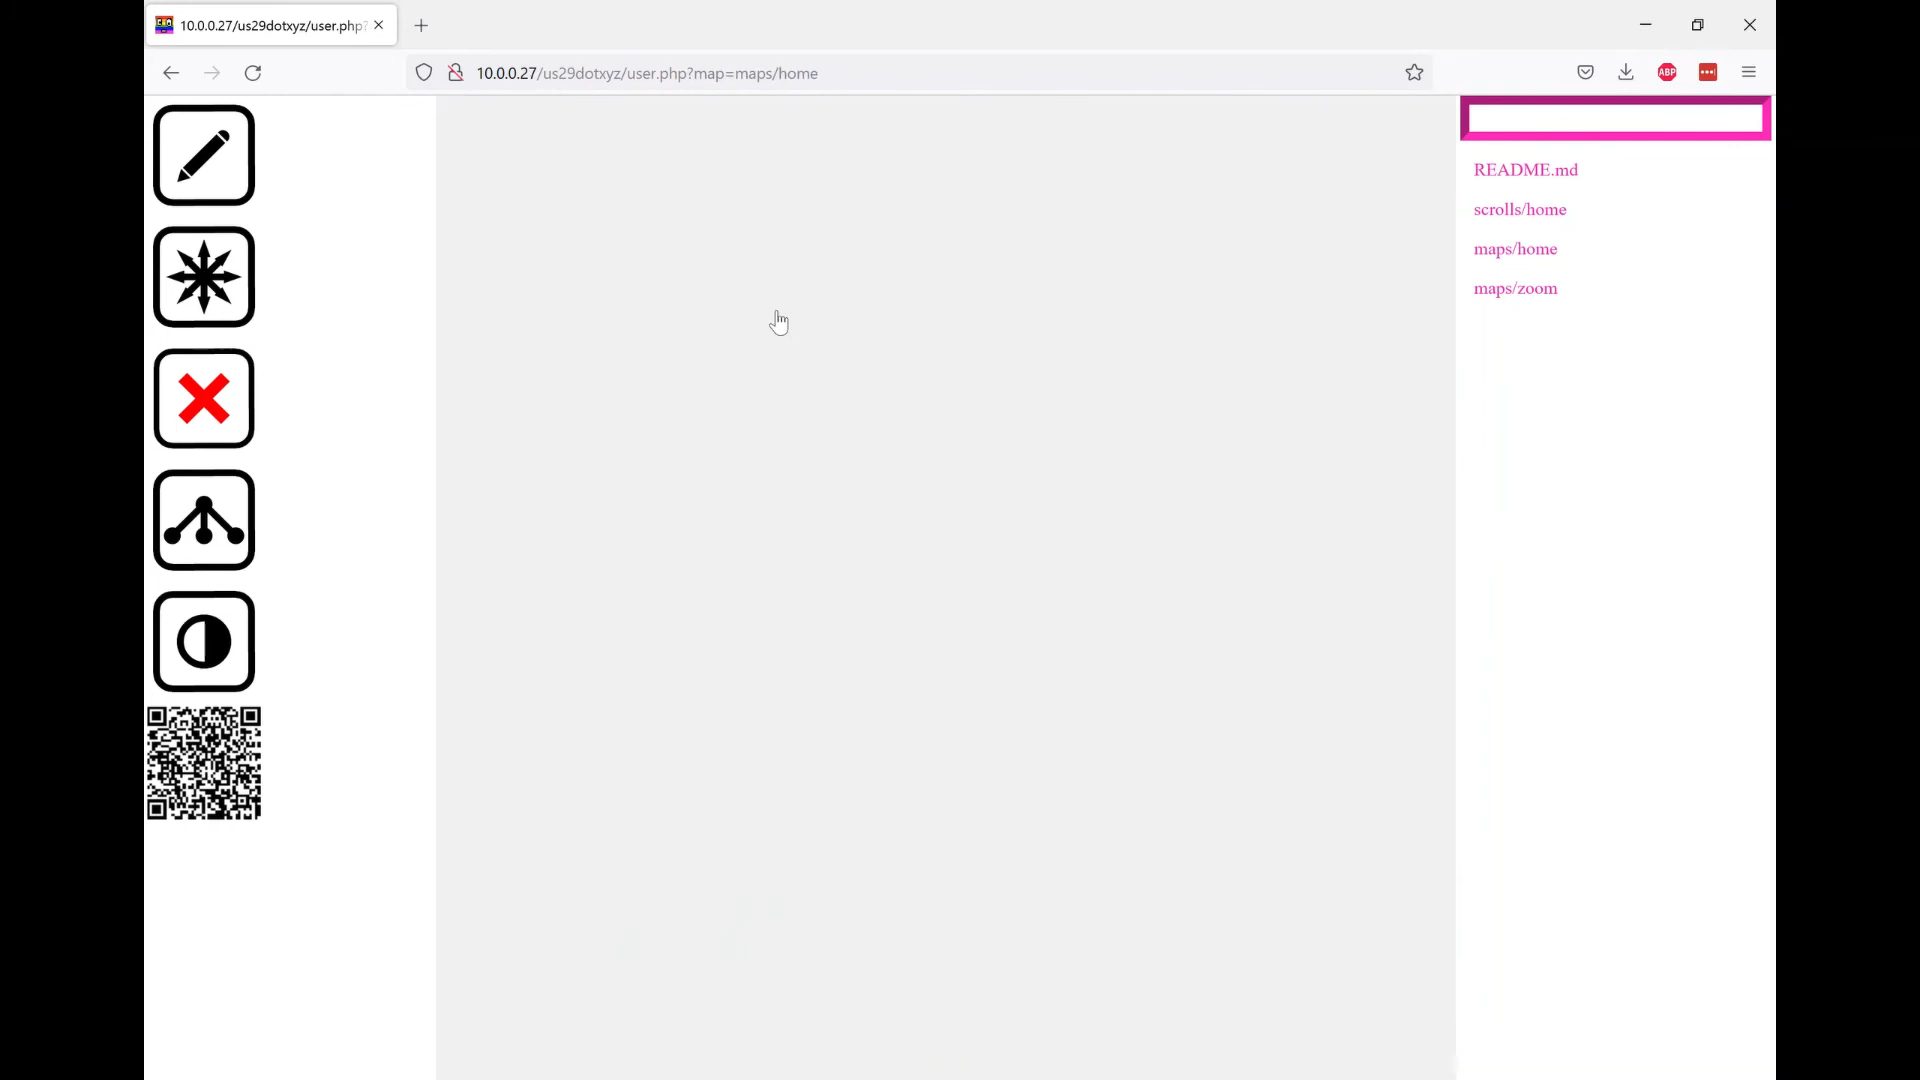 10.0.0.27/us29dotxyz/user.php?
10.0.0.27/us29dotxyz/user.php?map=maps/home
ABP
README.md
scrolls/home
maps/home
maps/zoom